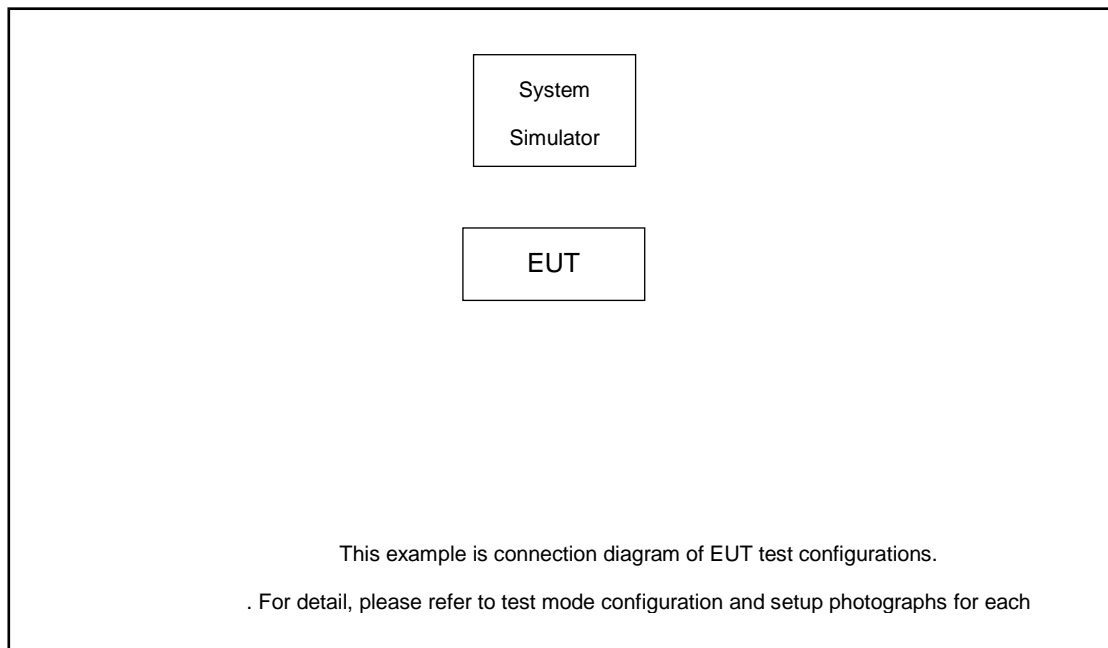 System
Simulator
EUT
This example is connection diagram of EUT test configurations.
. For detail, please refer to test mode configuration and setup photographs for each